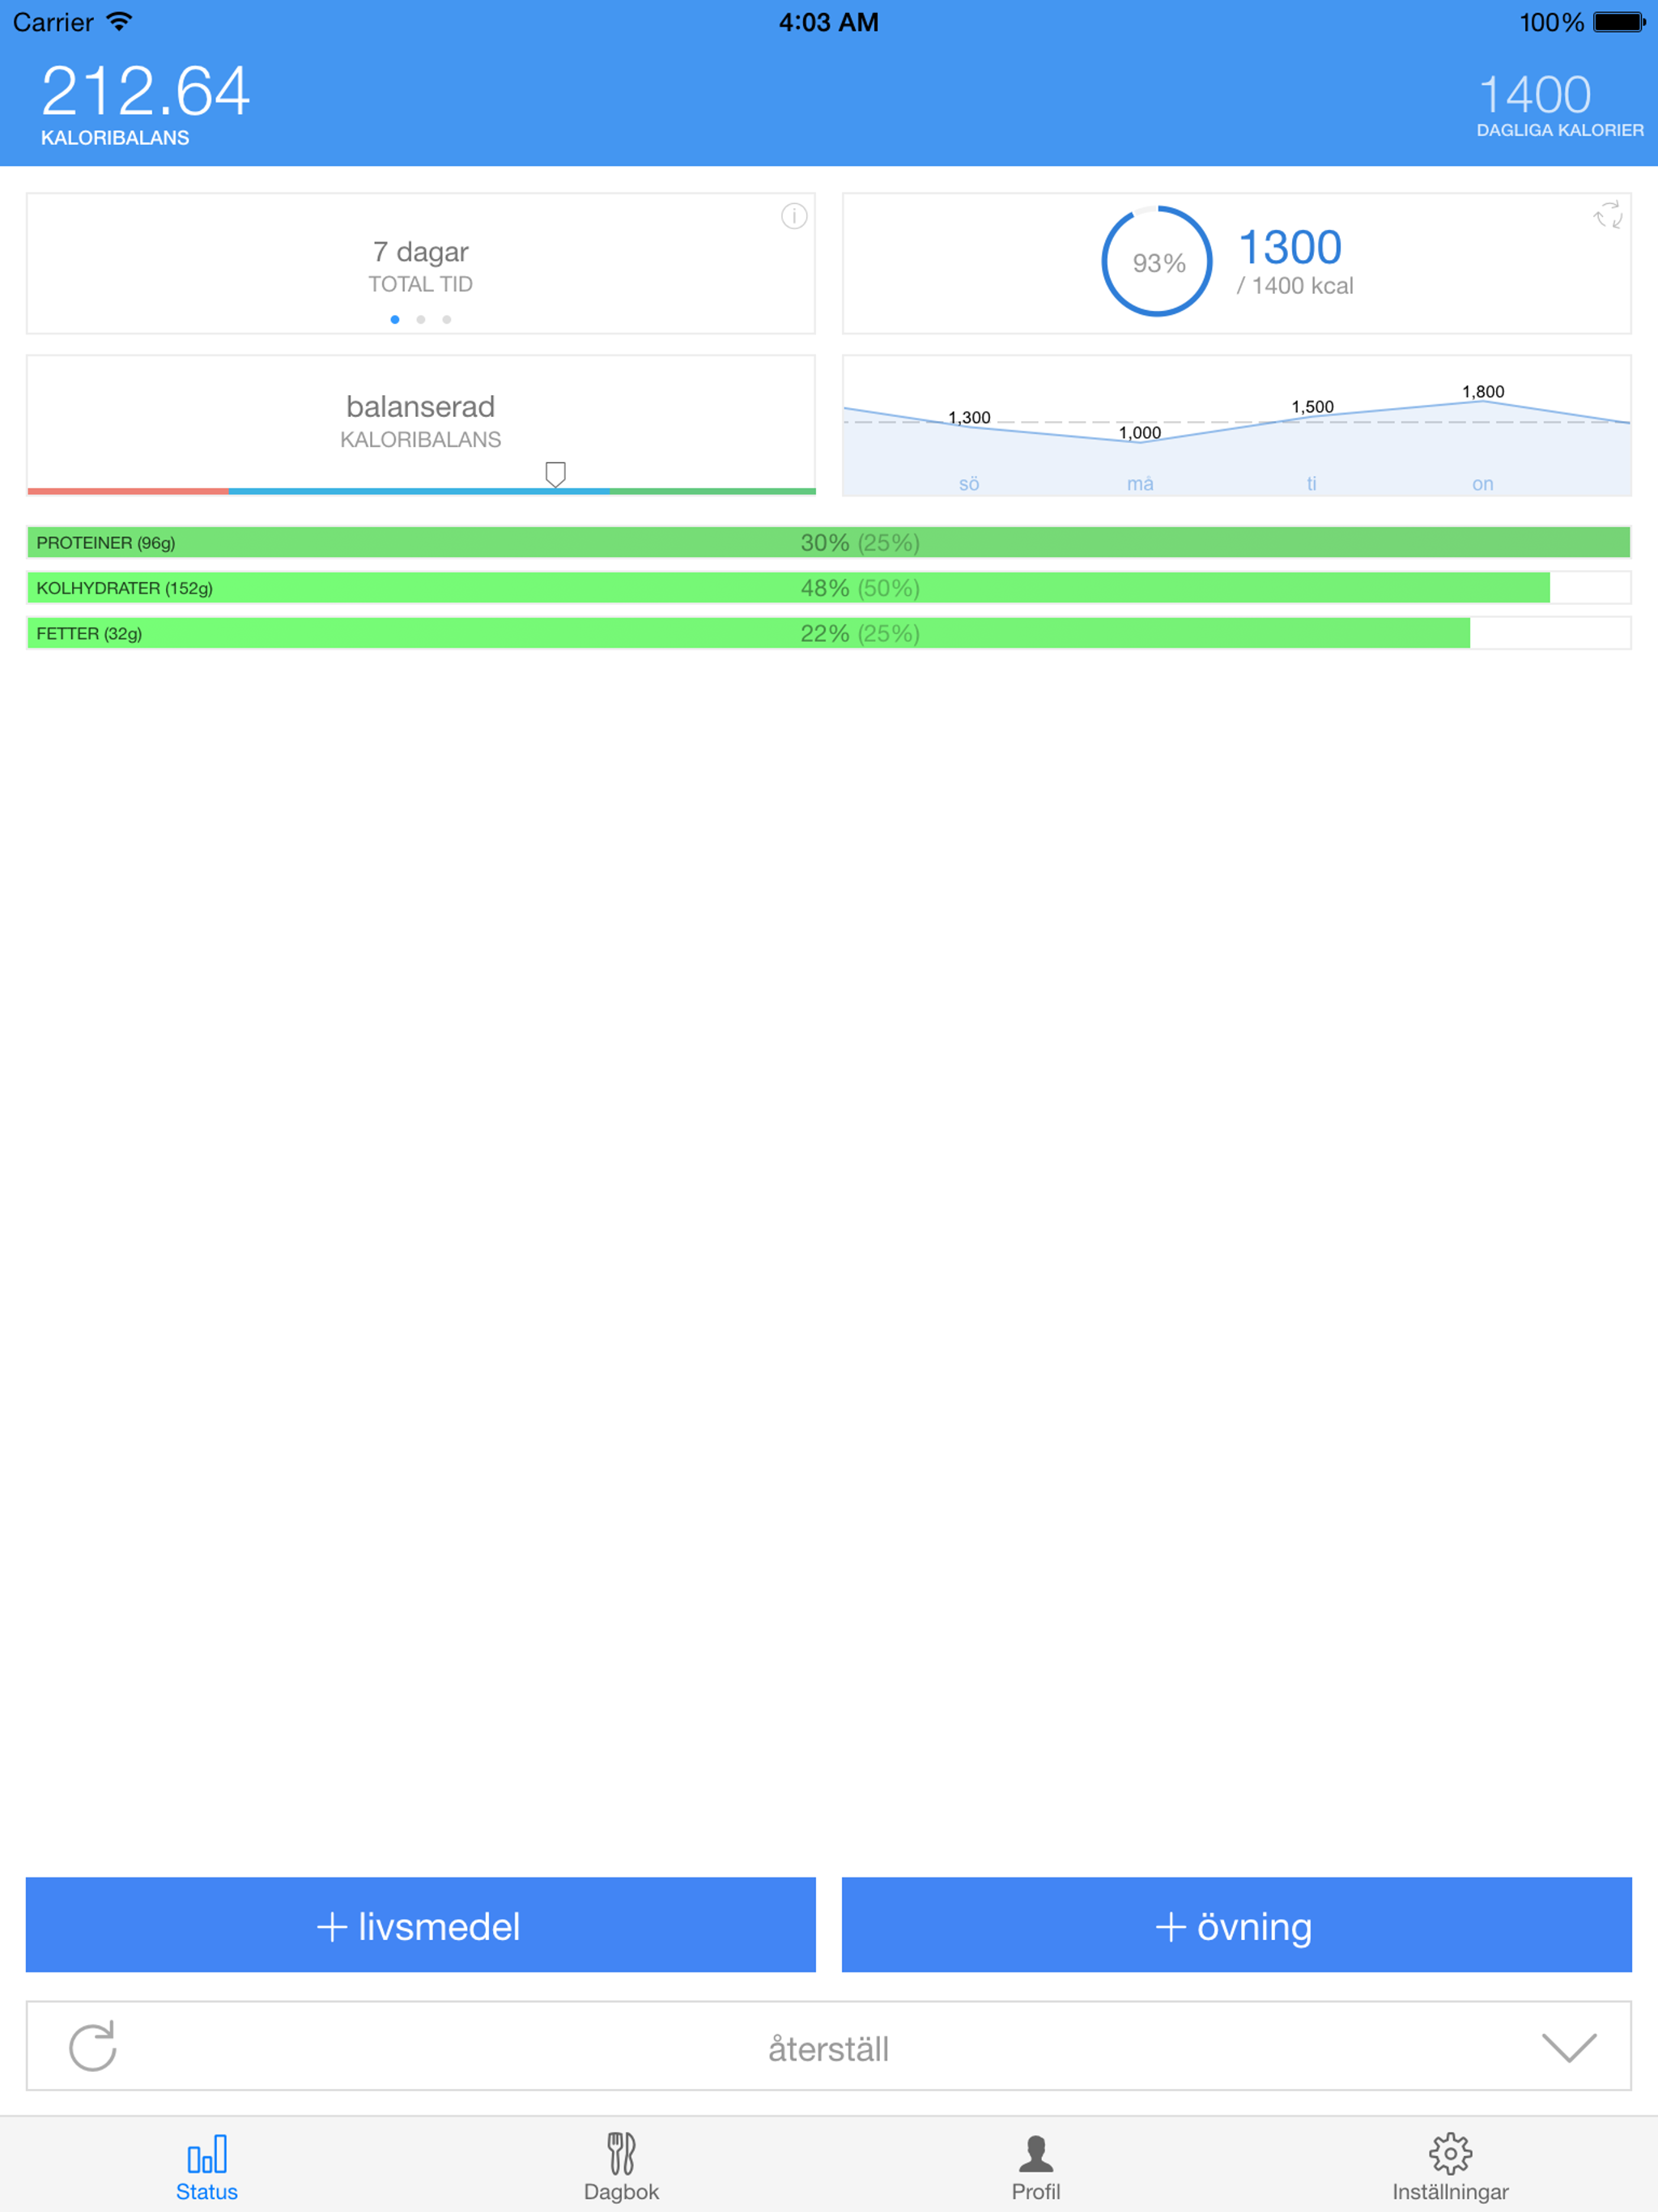 Carrier 4:03 AM 100%
212.64
KALORIBALANS
1400
DAGLIGA KALORIER
7 dagar
TOTAL TID
93%
1300
/ 1400 kcal
balanserad
KALORIBALANS
1,300 1,000 1,500 1,800
sö må ti on
PROTEINER (96g) 30% (25%)
KOLHYDRATER (152g) 48% (50%)
FETTER (32g) 22% (25%)
+ livsmedel
+ övning
återställ
Status Dagbok Profil Inställningar